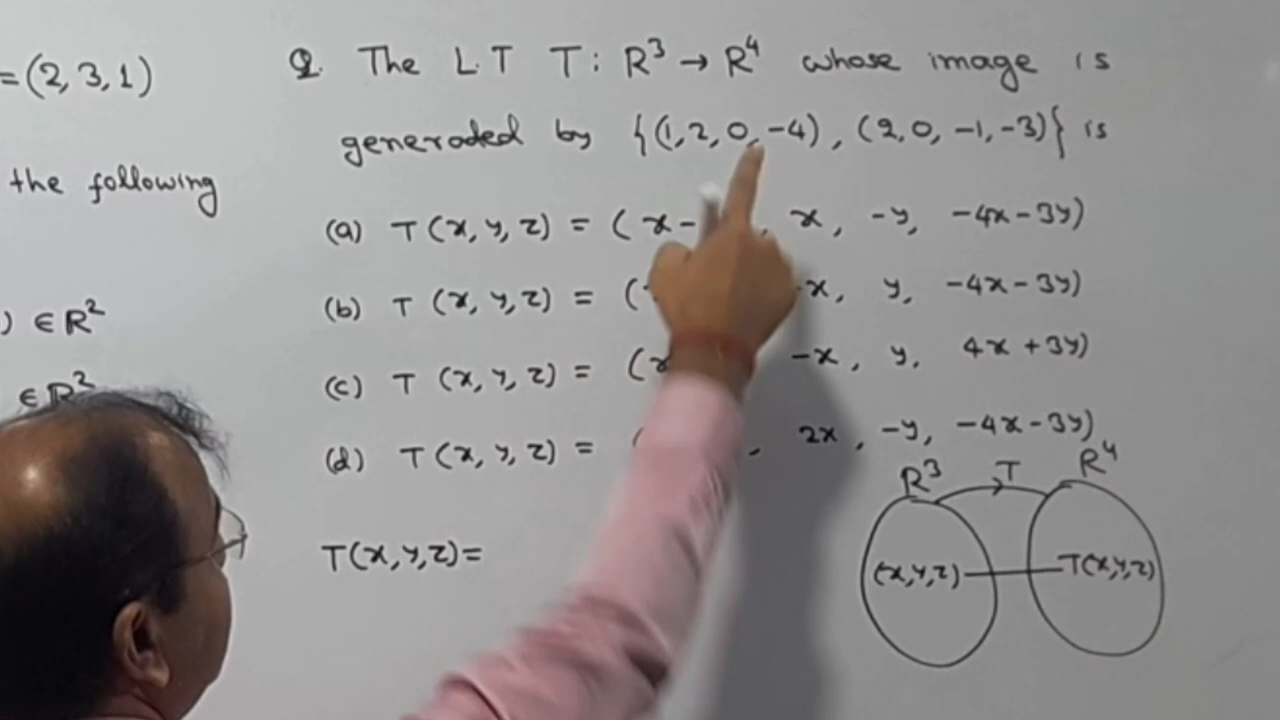 =(2,3,1)
the following
) ∈R²
∈R²
Q. The L.T T: R³ → R⁴ whose image is
generaded by {(1,2,0,-4), (2,0,-1,-3)} is
(a) T(x,y,z) = (x- , x, -y, -4x-3y)
(b) T (x,y,z) = ( x, y, -4x-3y)
(c) T (x,y,z) = (x -x, y, 4x+3y)
(d) T(x,y,z) = ( , 2x, -y, -4x-3y)
T(x,y,z)=
R³ T R⁴
(x,y,z) T(x,y,z)